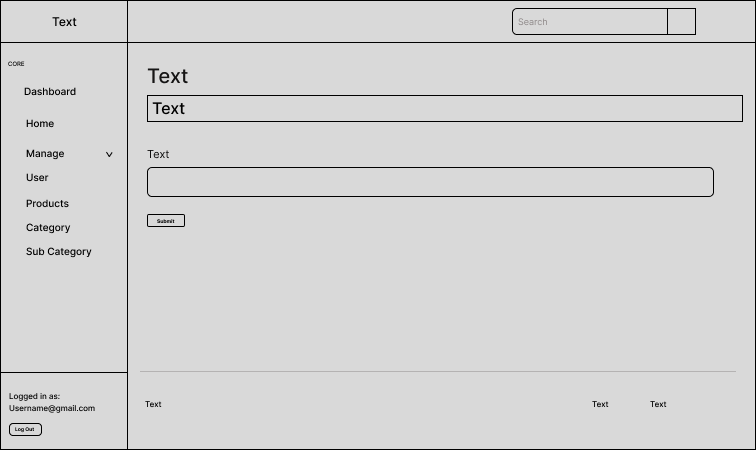 Text
Search
CORE
Dashboard
Home
Manage
User
Products
Category
Sub Category
Logged in as:
Username@gmail.com
Log Out
Text
Text
Text
Submit
Text
Text
Text